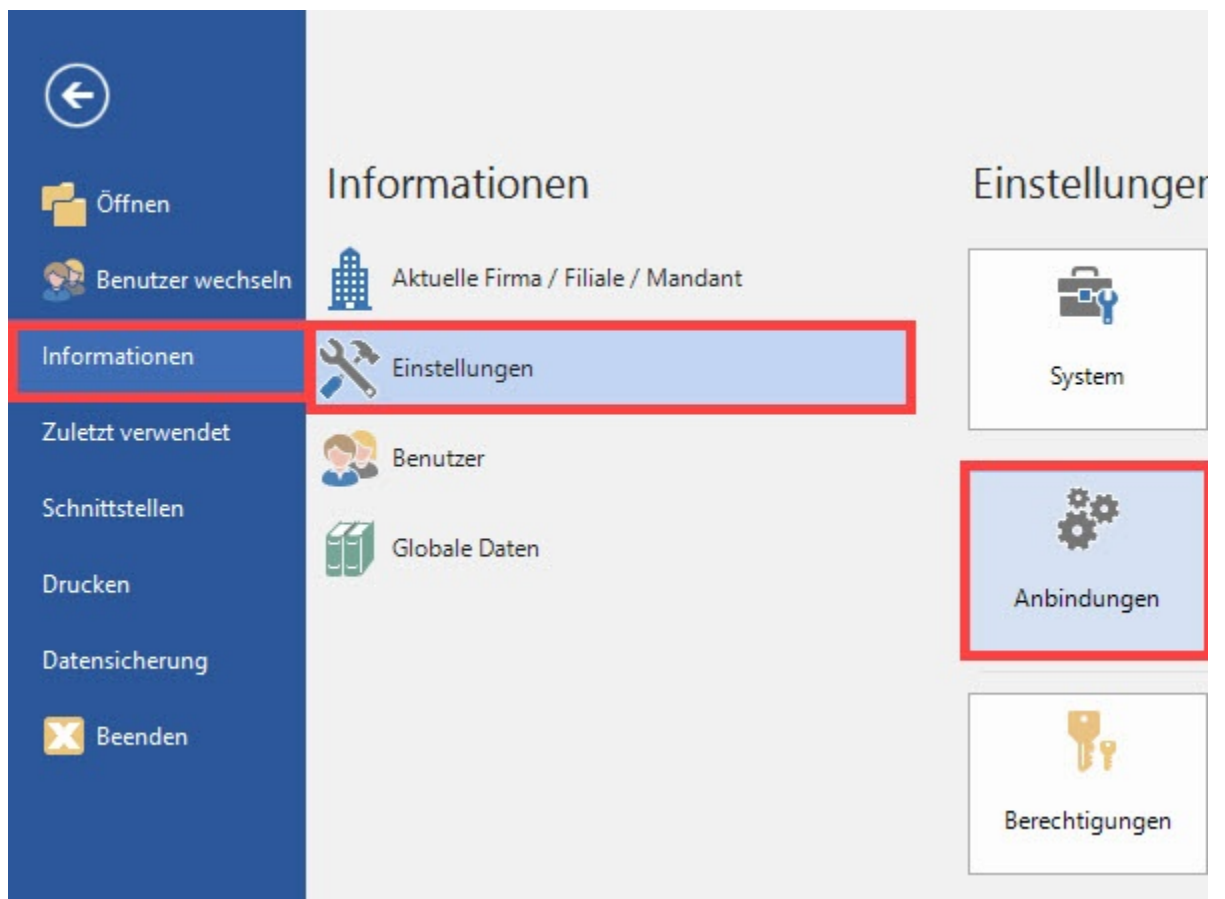 Öffnen
Benutzer wechseln
Informationen
Zuletzt verwendet
Schnittstellen
Drucken
Datensicherung
Beenden
Informationen
Aktuelle Firma / Filiale / Mandant
Einstellungen
Benutzer
Globale Daten
Einstellungen
System
Anbindungen
Berechtigungen